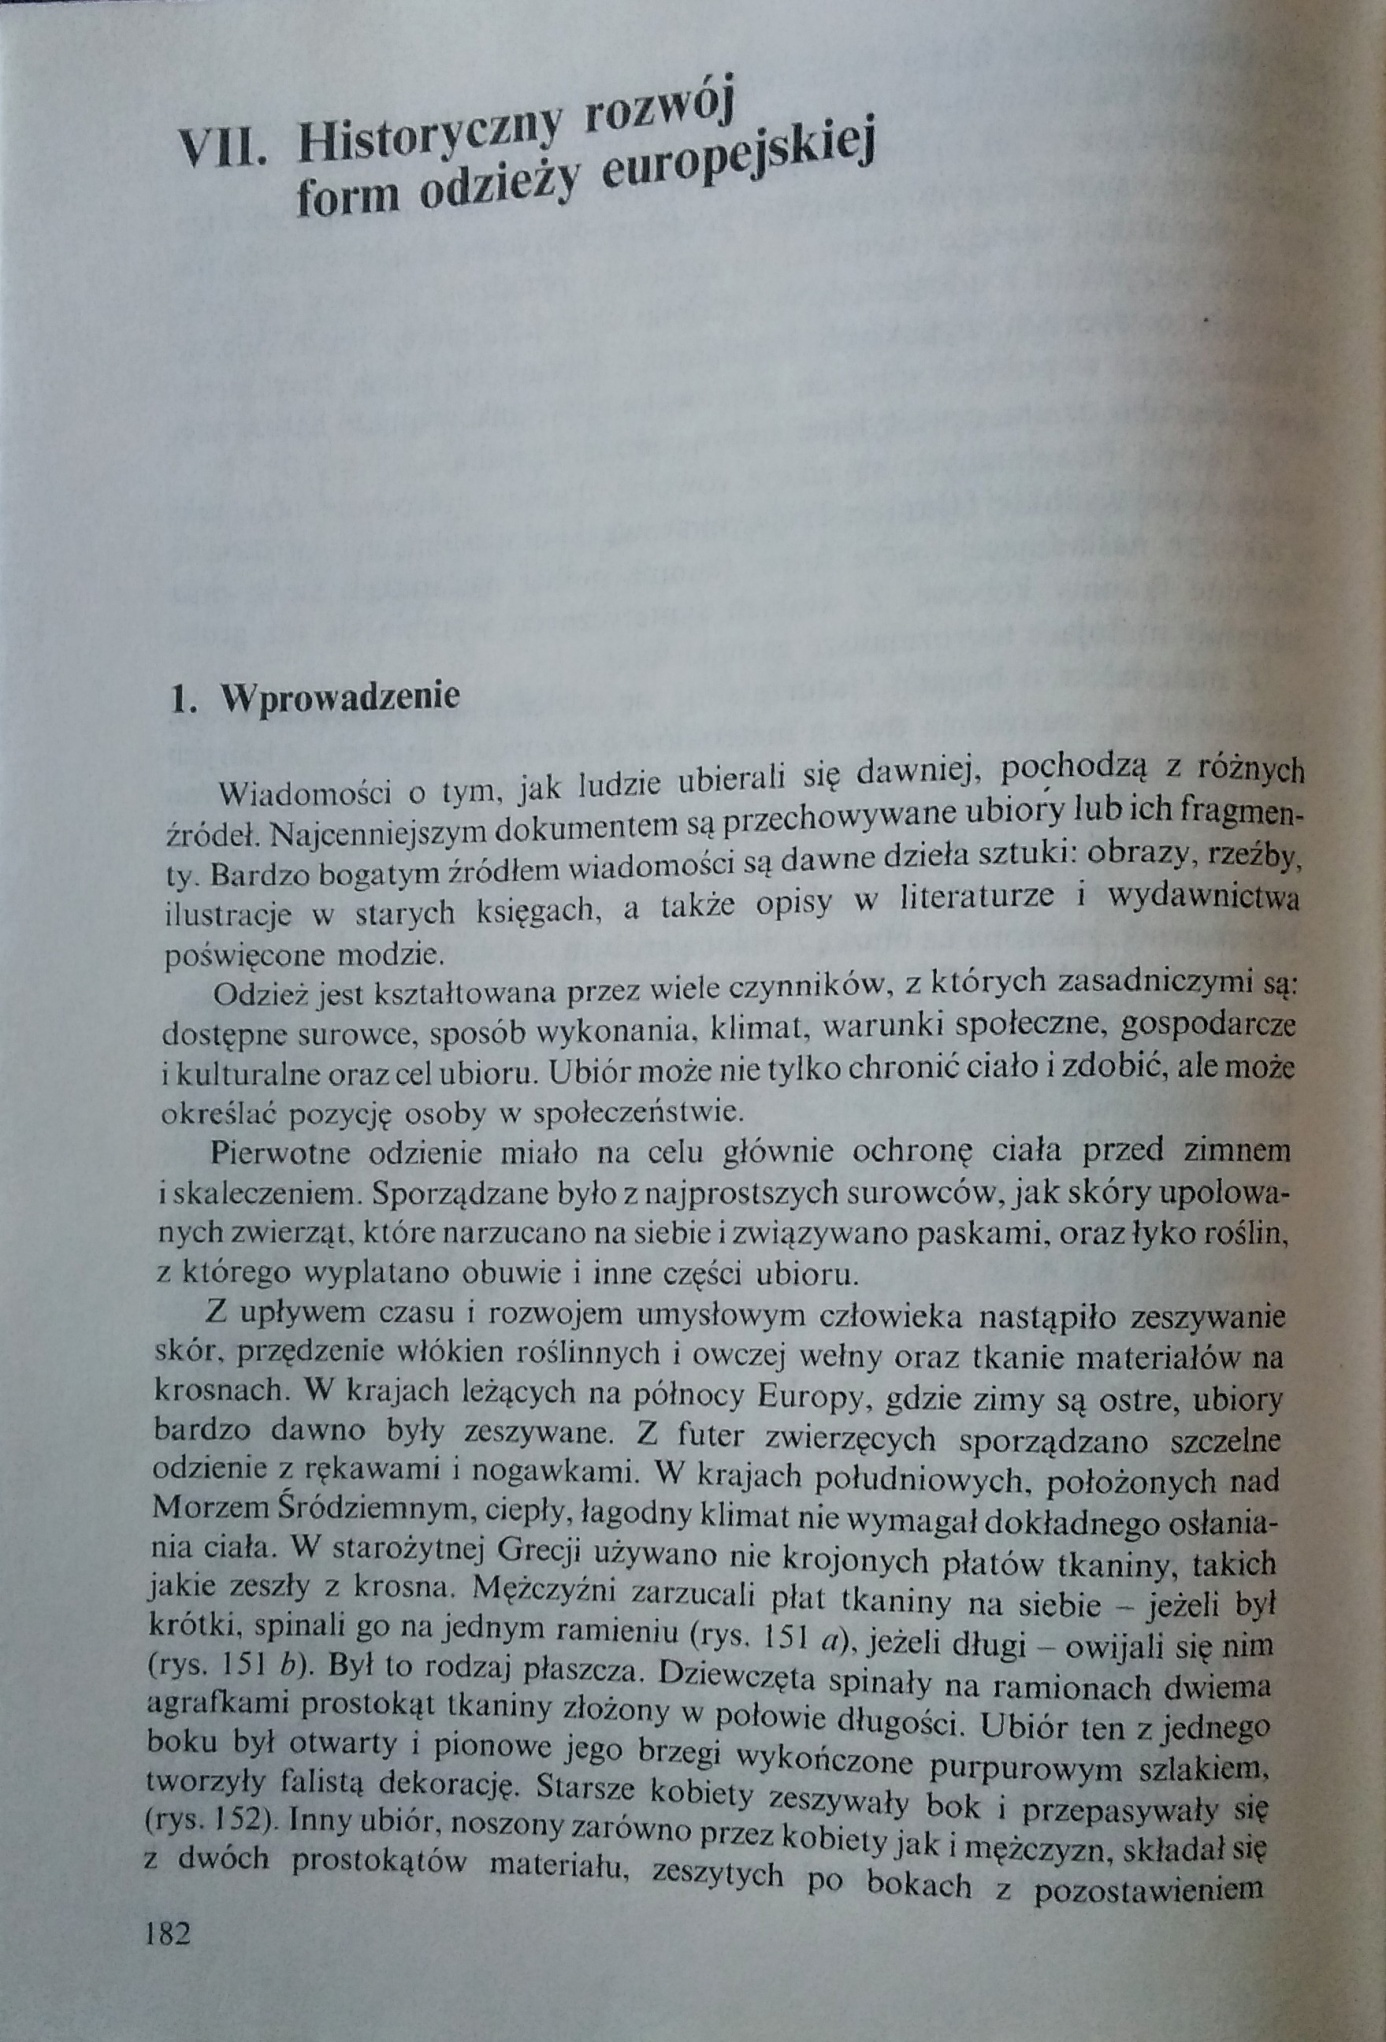 VII. Historyczny rozwój
form odzieży europejskiej
1. Wprowadzenie
Wiadomości o tym, jak ludzie ubierali się dawniej, pochodzą z różnych
źródeł. Najcenniejszym dokumentem są przechowywane ubiory lub ich fragmen-
ty. Bardzo bogatym źródłem wiadomości są dawne dzieła sztuki: obrazy, rzeźby,
ilustracje w starych księgach, a także opisy w literaturze i wydawnictwa
poświęcone modzie.
Odzież jest kształtowana przez wiele czynników, z których zasadniczymi są:
dostępne surowce, sposób wykonania, klimat, warunki społeczne, gospodarcze
i kulturalne oraz cel ubioru. Ubiór może nie tylko chronić ciało i zdobić, ale może
określać pozycję osoby w społeczeństwie.
Pierwotne odzienie miało na celu głównie ochronę ciała przed zimnem
i skaleczeniem. Sporządzane było z najprostszych surowców, jak skóry upolowa-
nych zwierząt, które narzucano na siebie i związywano paskami, oraz łyko roślin,
z którego wyplatano obuwie i inne części ubioru.
Z upływem czasu i rozwojem umysłowym człowieka nastąpiło zeszywanie
skór, przędzenie włókien roślinnych i owczej wełny oraz tkanie materiałów na
krosnach. W krajach leżących na północy Europy, gdzie zimy są ostre, ubiory
bardzo dawno były zeszywane. Z futer zwierzęcych sporządzano szczelne
odzienie z rękawami i nogawkami. W krajach południowych, położonych nad
Morzem Śródziemnym, ciepły, łagodny klimat nie wymagał dokładnego osłania-
nia ciała. W starożytnej Grecji używano nie krojonych płatów tkaniny, takich
jakie zeszły z krosna. Mężczyźni zarzucali płat tkaniny na siebie – jeżeli był
krótki, spinali go na jednym ramieniu (rys. 151 a), jeżeli długi – owijali się nim
(rys. 151 b). Był to rodzaj płaszcza. Dziewczęta spinały na ramionach dwiema
agrafkami prostokąt tkaniny złożony w połowie długości. Ubiór ten z jednego
boku był otwarty i pionowe jego brzegi wykończone purpurowym szlakiem,
tworzyły falistą dekorację. Starsze kobiety zeszywały bok i przepasywały się
(rys. 152). Inny ubiór, noszony zarówno przez kobiety jak i mężczyzn, składał się
z dwóch prostokątów materiału, zeszytych po bokach z pozostawieniem
182